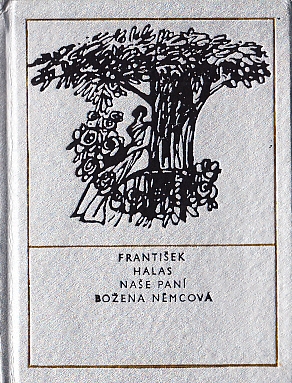 FRANTIŠEK
HALAS
NAŠE PANÍ
BOŽENA NĚMCOVÁ